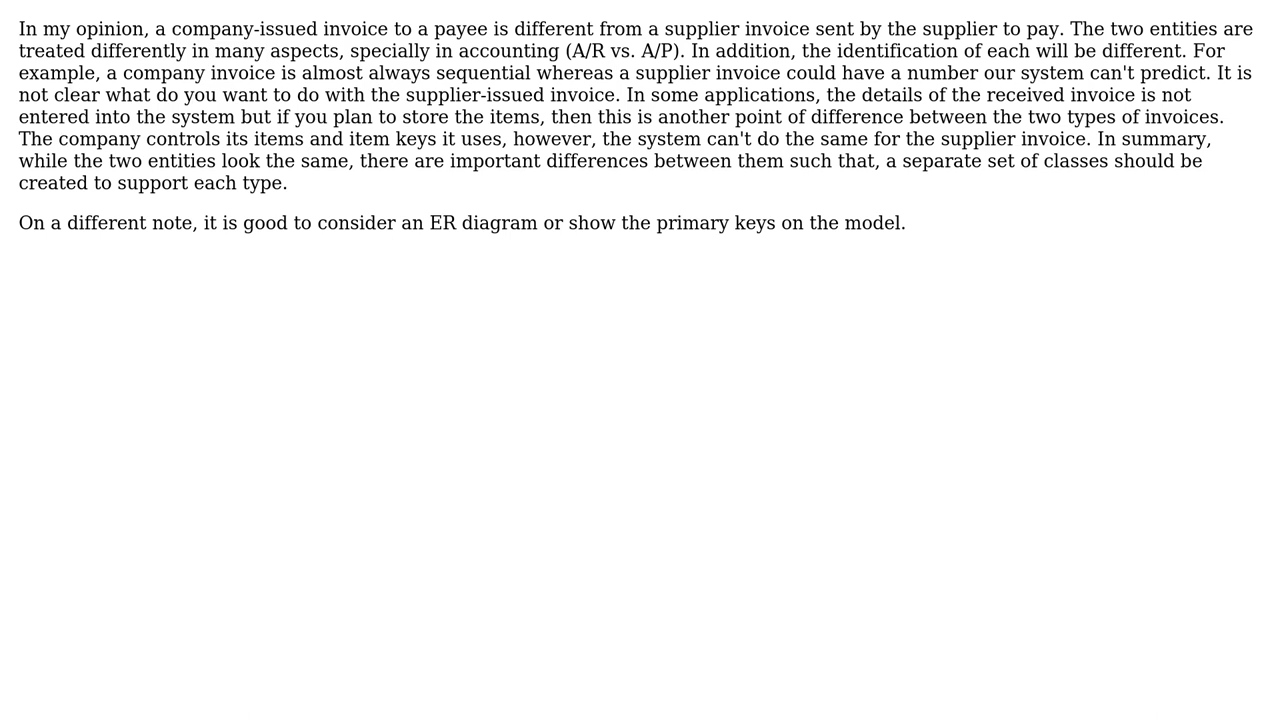 In my opinion, a company-issued invoice to a payee is different from a supplier invoice sent by the supplier to pay. The two entities are
treated differently in many aspects, specially in accounting (A/R vs. A/P). In addition, the identification of each will be different. For
example, a company invoice is almost always sequential whereas a supplier invoice could have a number our system can't predict. It is
not clear what do you want to do with the supplier-issued invoice. In some applications, the details of the received invoice is not
entered into the system but if you plan to store the items, then this is another point of difference between the two types of invoices.
The company controls its items and item keys it uses, however, the system can't do the same for the supplier invoice. In summary,
while the two entities look the same, there are important differences between them such that, a separate set of classes should be
created to support each type.
On a different note, it is good to consider an ER diagram or show the primary keys on the model.